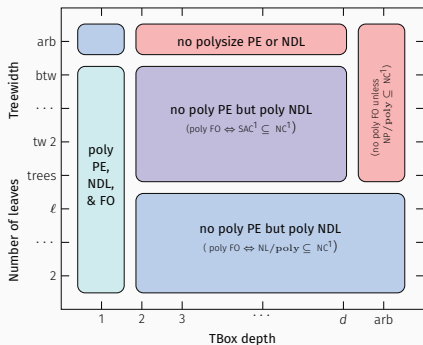 Treewidth
Number of leaves
arb
btw
· · ·
tw 2
trees
ℓ
· · ·
2
no polysize PE or NDL
(no poly FO unless
NP/poly ⊆ NC¹)
no poly PE but poly NDL
(poly FO ⇔ SAC¹ ⊆ NC¹)
poly
PE,
NDL,
& FO
no poly PE but poly NDL
( poly FO ⇔ NL/poly ⊆ NC¹)
1 2 3 · · · d arb
TBox depth